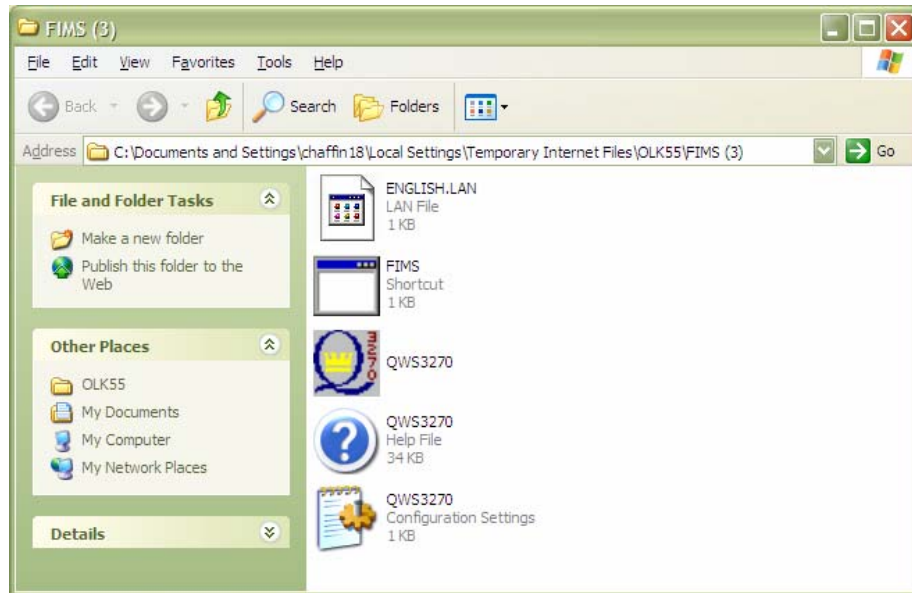 FIMS (3)
File Edit View Favorites Tools Help
Back Search Folders
Address C:\Documents and Settings\chaffin18\Local Settings\Temporary Internet Files\OLK55\FIMS (3) Go
File and Folder Tasks
Make a new folder
Publish this folder to the
Web
Other Places
OLK55
My Documents
My Computer
My Network Places
Details
ENGLISH.LAN
LAN File
1 KB
FIMS
Shortcut
1 KB
3270
QWS3270
QWS3270
Help File
34 KB
QWS3270
Configuration Settings
1 KB